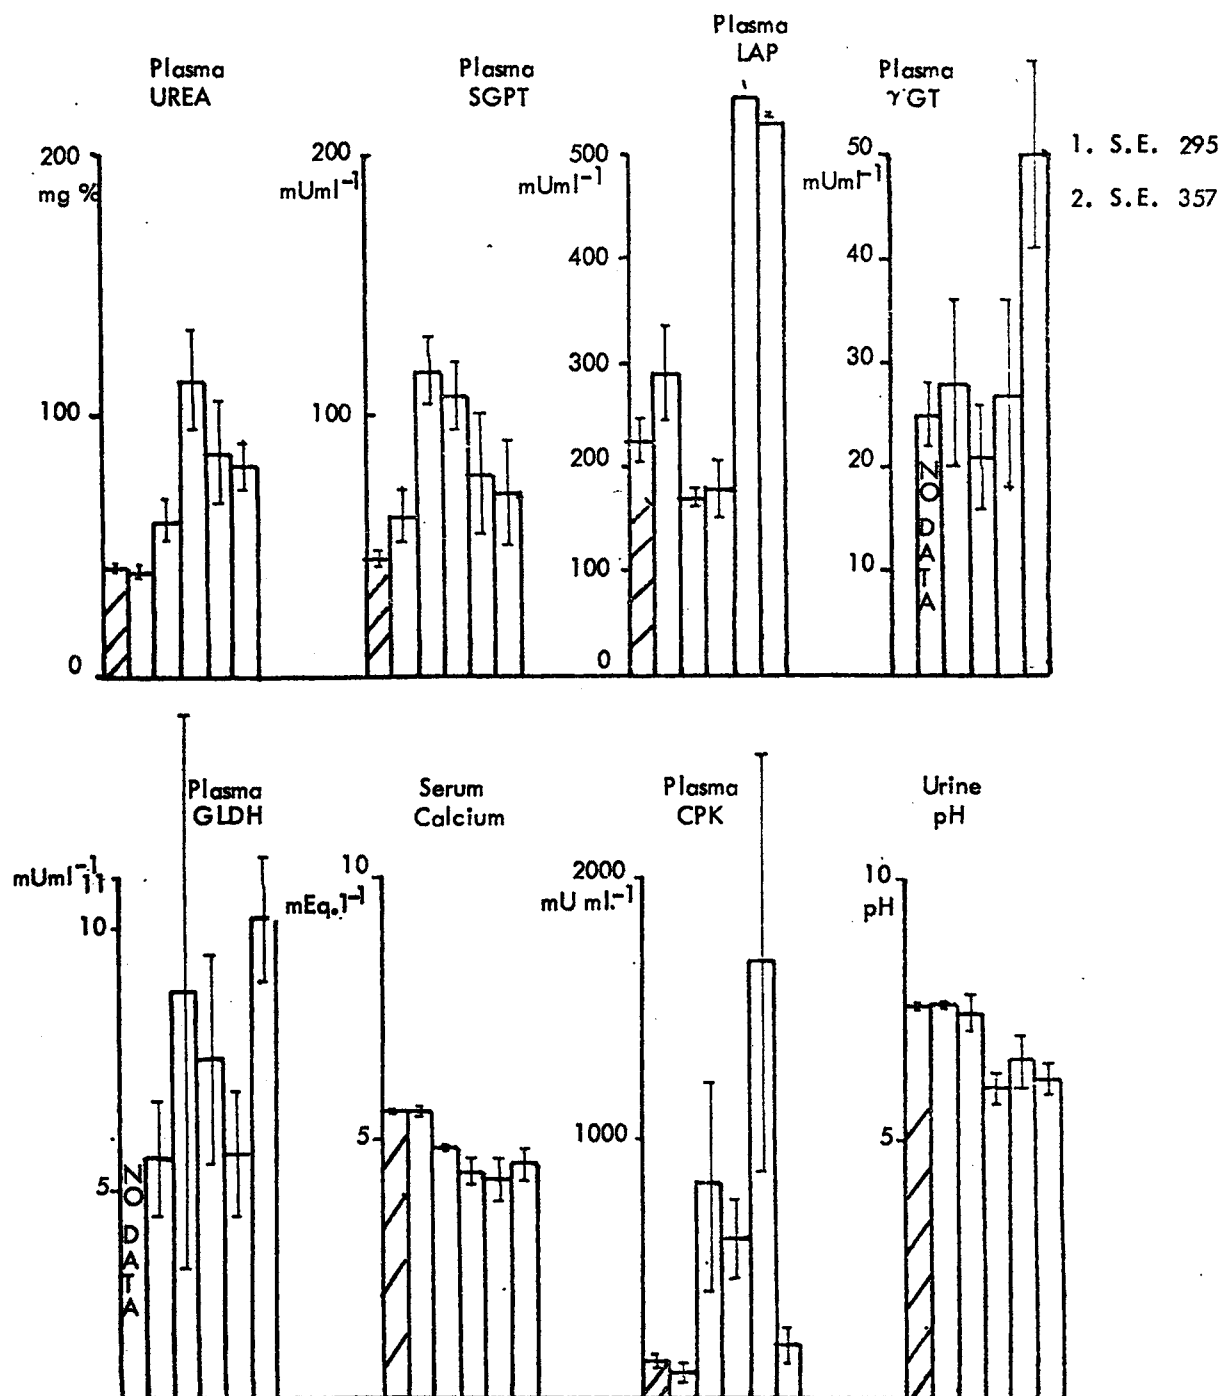 Plasma
UREA
200
mg %
100
0
Plasma
SGPT
200
mUml⁻¹
100
Plasma
LAP
500
mUml⁻¹
400
300
200
100
0
Plasma
γGT
50
mUml⁻¹
40
30
20
10
NO DATA
1. S.E. 295
2. S.E. 357
Plasma
GLDH
mUml⁻¹
11
10
5
NO DATA
Serum
Calcium
10
mEq.l⁻¹
5
Plasma
CPK
2000
mU ml.⁻¹
1000
Urine
pH
10
pH
5